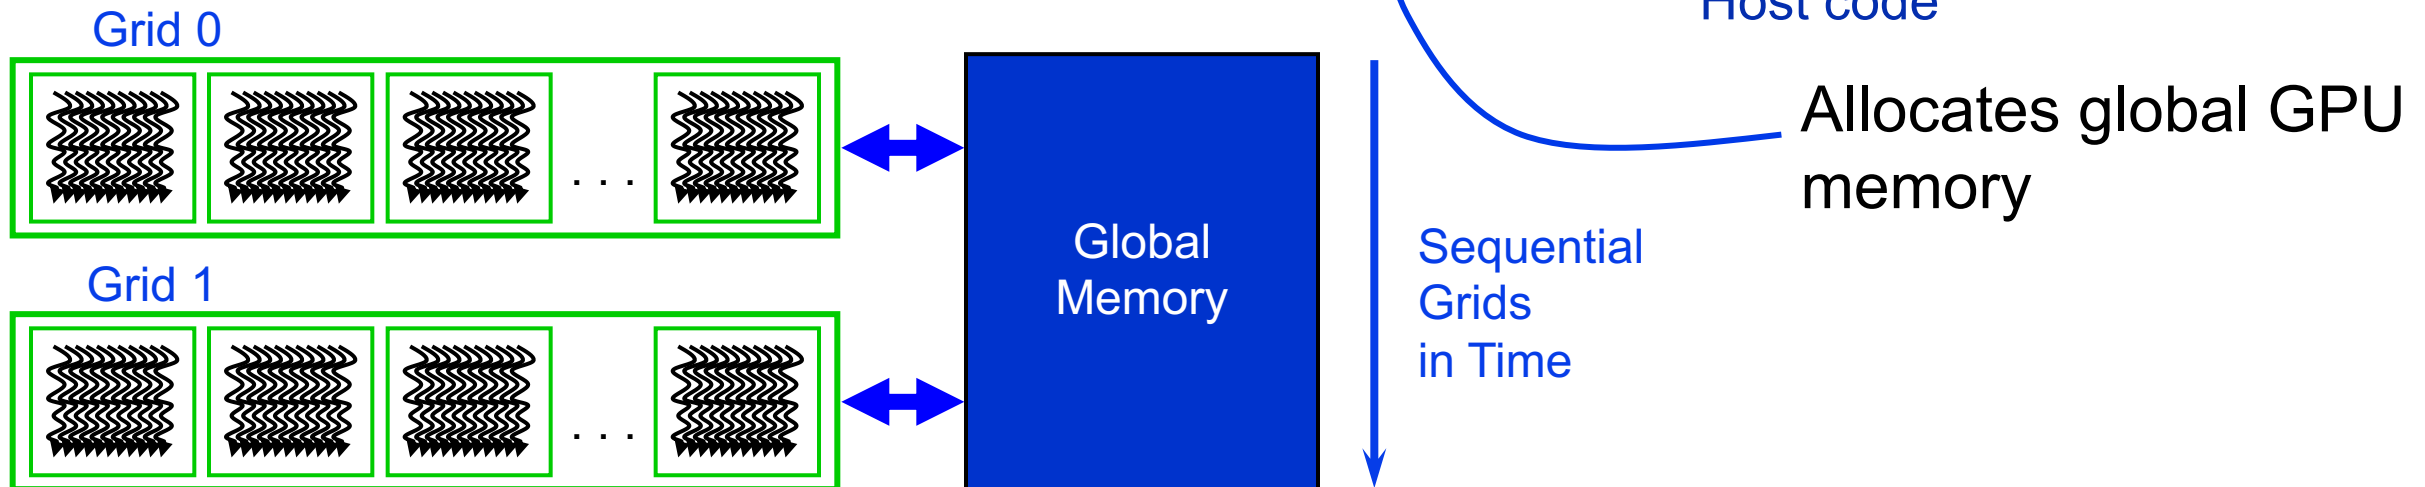 Host code
Grid 0
Allocates global GPU
memory
. . .
Global
Memory
Sequential
Grids
in Time
Grid 1
. . .